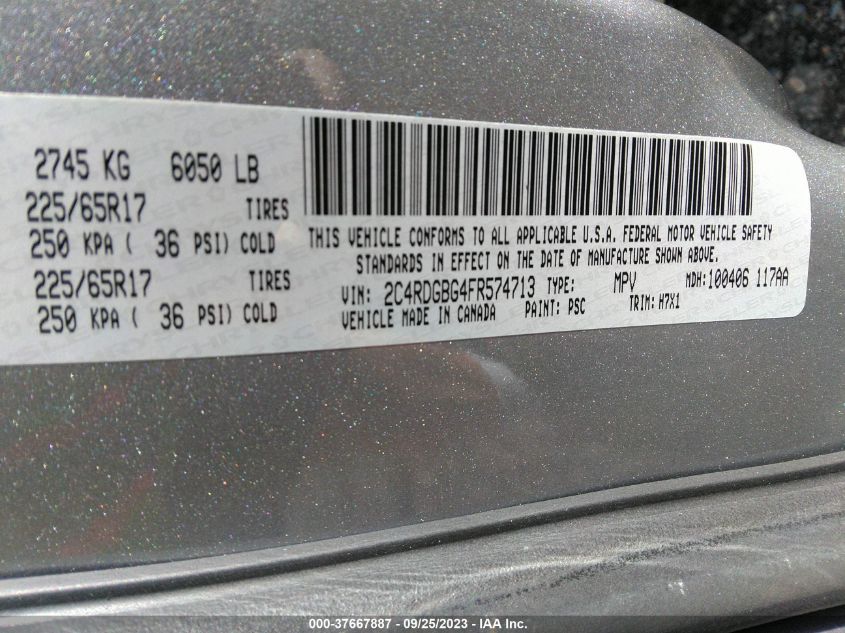 2745 KG 6050 LB
225/65R17 TIRES
250 KPA ( 36 PSI) COLD
225/65R17 TIRES
250 KPA ( 36 PSI) COLD
THIS VEHICLE CONFORMS TO ALL APPLICABLE U.S.A. FEDERAL MOTOR VEHICLE SAFETY
STANDARDS IN EFFECT ON THE DATE OF MANUFACTURE SHOWN ABOVE.
VIN: 2C4RDGBG4FR574713 TYPE: MPV MDH:100406 117AA
VEHICLE MADE IN CANADA PAINT: PSC TRIM: H7X1
000-37667887 - 09/25/2023 - IAA Inc.